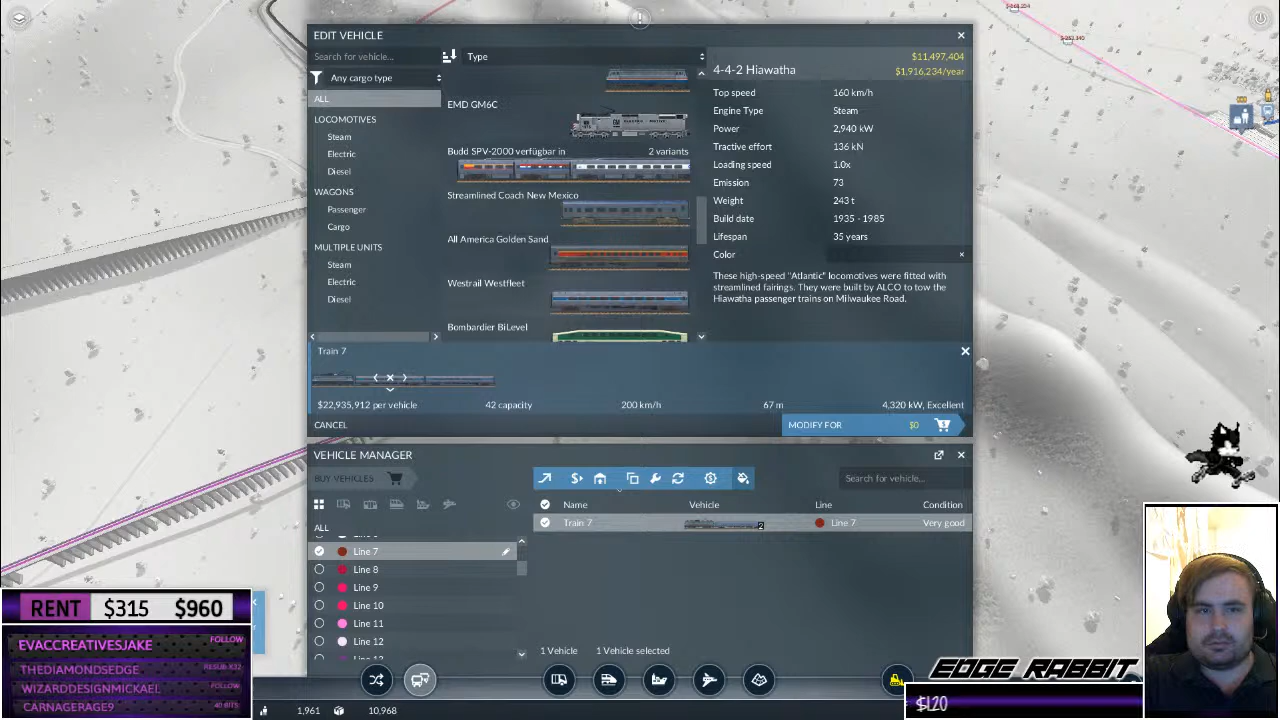 EDIT VEHICLE
Search for vehicle...
Type
Any cargo type
ALL
LOCOMOTIVES
Steam
Electric
Diesel
WAGONS
Passenger
Cargo
MULTIPLE UNITS
Steam
Electric
Diesel
EMD GM6C
Budd SPV-2000 verfügbar in 2 variants
Streamlined Coach New Mexico
All America Golden Sand
Westrail Westfleet
Bombardier BiLevel
$11,497,404
4-4-2 Hiawatha
$1,916,234/year
Top speed 160 km/h
Engine Type Steam
Power 2,940 kW
Tractive effort 136 kN
Loading speed 1.0x
Emission 73
Weight 243 t
Build date 1935 - 1985
Lifespan 35 years
Color
These high-speed "Atlantic" locomotives were fitted with
streamlined fairings. They were built by ALCO to tow the
Hiawatha passenger trains on Milwaukee Road.
Train 7
$22,935,912 per vehicle 42 capacity 200 km/h 67 m 4,320 kW, Excellent
CANCEL
MODIFY FOR $0
VEHICLE MANAGER
BUY VEHICLES
Search for vehicle...
Name Vehicle Line Condition
Train 7 2 Line 7 Very good
ALL
Line 7
Line 8
Line 9
Line 10
Line 11
Line 12
1 Vehicle 1 Vehicle selected
1,961 10,968
RENT $315 $960
EVACCREATIVESJAKE FOLLOW
THEDIAMONDSEDGE RESUB X32
WIZARDDESIGNMICKAEL FOLLOW
CARNAGERAGE9 40 BITS
EDGE RABBIT
$1.20